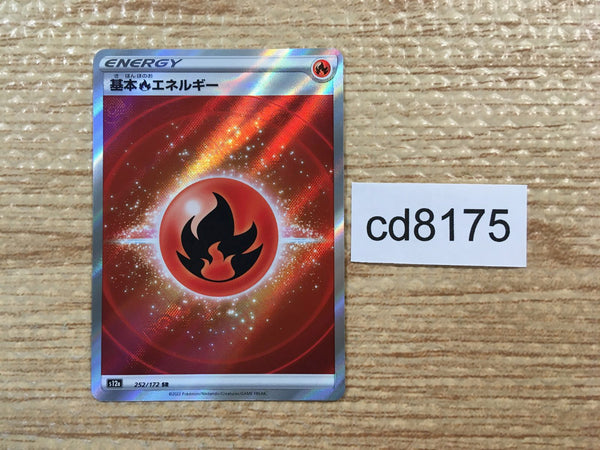 ENERGY
きほんほのお
基本エネルギー
cd8175
s12a 252/172 SR
©2022 Pokémon/Nintendo/Creatures/GAME FREAK.